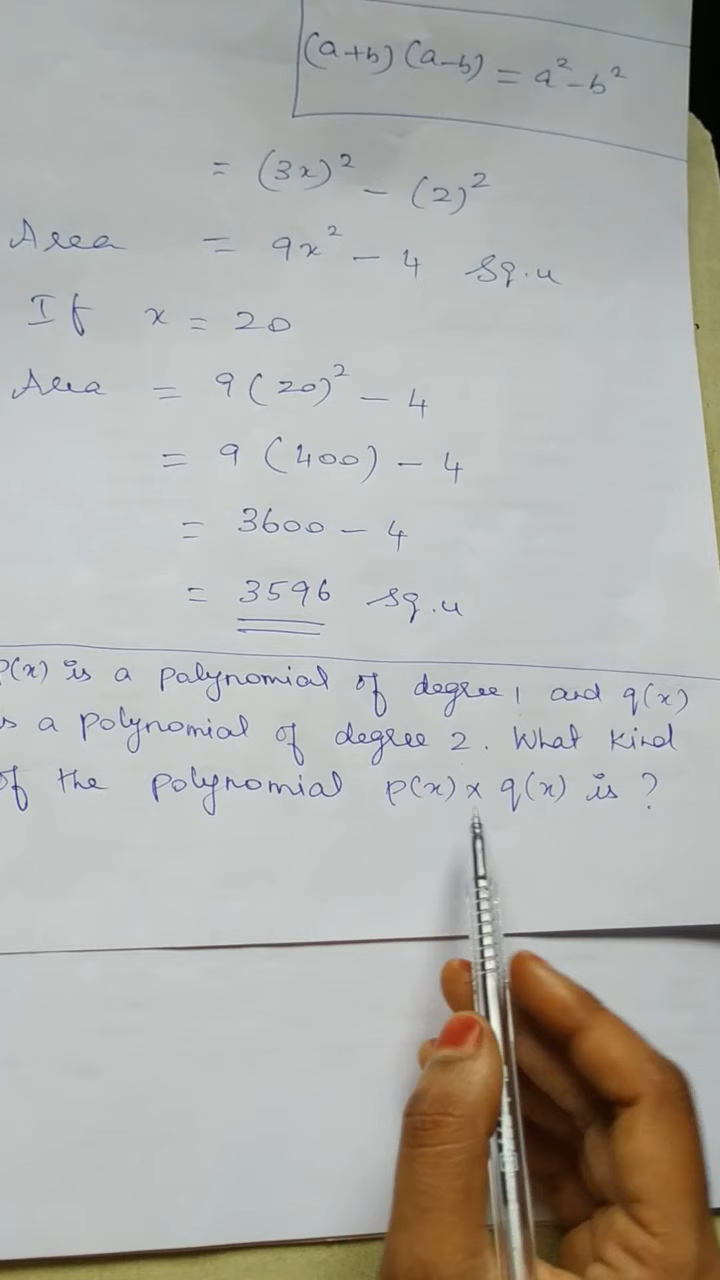 (a+b) (a-b) = a² - b²
= (3x)² - (2)²
Area = 9x² - 4 sq.u
If x = 20
Area = 9(20)² - 4
= 9 (400) - 4
= 3600 - 4
= 3596 sq.u
p(x) is a polynomial of degree 1 and q(x)
is a polynomial of degree 2. What kind
of the polynomial p(x) × q(x) is ?